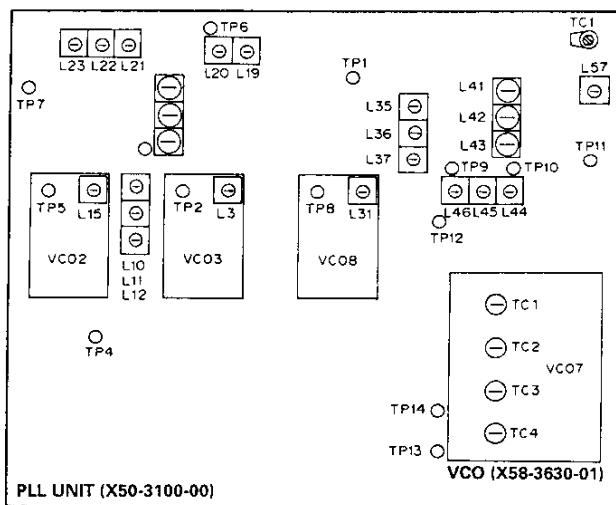 TP6
TC1
L23 L22 L21
L20 L19
TP1
L57
TP7
L41
L35
L42
L36
L43
L37
TP11
TP9
TP10
TP5
L15
TP2
L3
TP8
L31
L46 L45 L44
TP12
VCO2
L10
L11
L12
VCO3
VCO8
TC1
TP4
TC2
VCO7
TC3
TP14
TC4
TP13
VCO (X58-3630-01)
PLL UNIT (X50-3100-00)